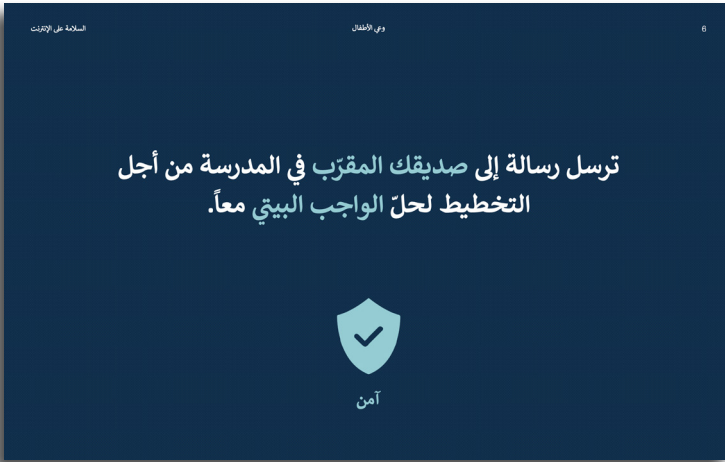 6
وعي الأطفال
السلامة على الإنترنت
ترسل رسالة إلى صديقك المقرّب في المدرسة من أجل
التخطيط لحلّ الواجب البيتي معاً.
آمن